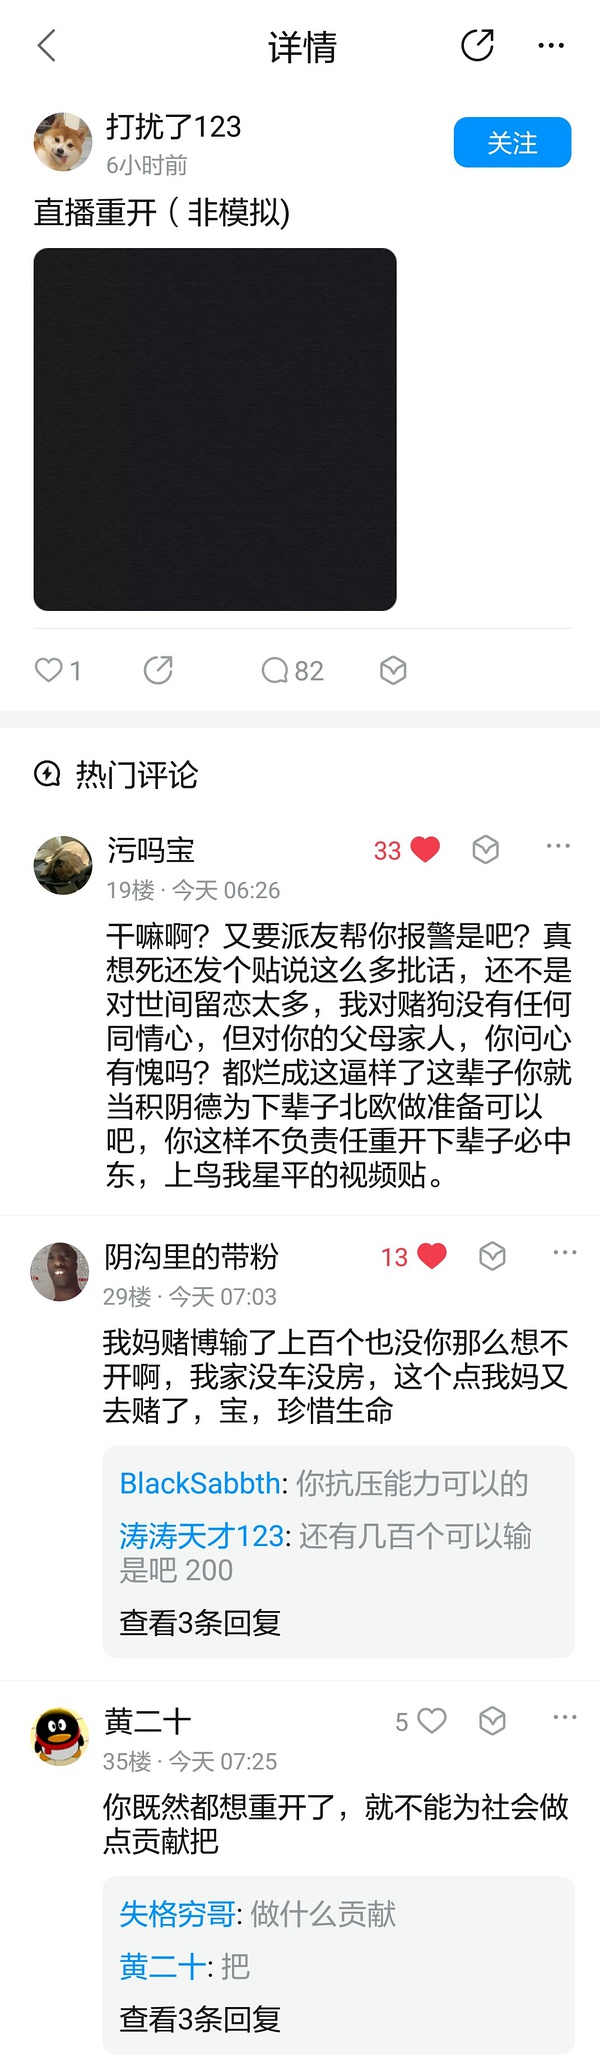 详情
打扰了123
6小时前
关注
直播重开（非模拟)
1
82
热门评论
污吗宝
33
19楼 · 今天 06:26
干嘛啊？又要派友帮你报警是吧？真
想死还发个贴说这么多批话，还不是
对世间留恋太多，我对赌狗没有任何
同情心，但对你的父母家人，你问心
有愧吗？都烂成这逼样了这辈子你就
当积阴德为下辈子北欧做准备可以
吧，你这样不负责任重开下辈子必中
东，上鸟我星平的视频贴。
阴沟里的带粉
13
29楼 · 今天 07:03
我妈赌博输了上百个也没你那么想不
开啊，我家没车没房，这个点我妈又
去赌了，宝，珍惜生命
BlackSabbth: 你抗压能力可以的
涛涛天才123: 还有几百个可以输
是吧 200
查看3条回复
黄二十
5
35楼 · 今天 07:25
你既然都想重开了，就不能为社会做
点贡献把
失格穷哥: 做什么贡献
黄二十: 把
查看3条回复